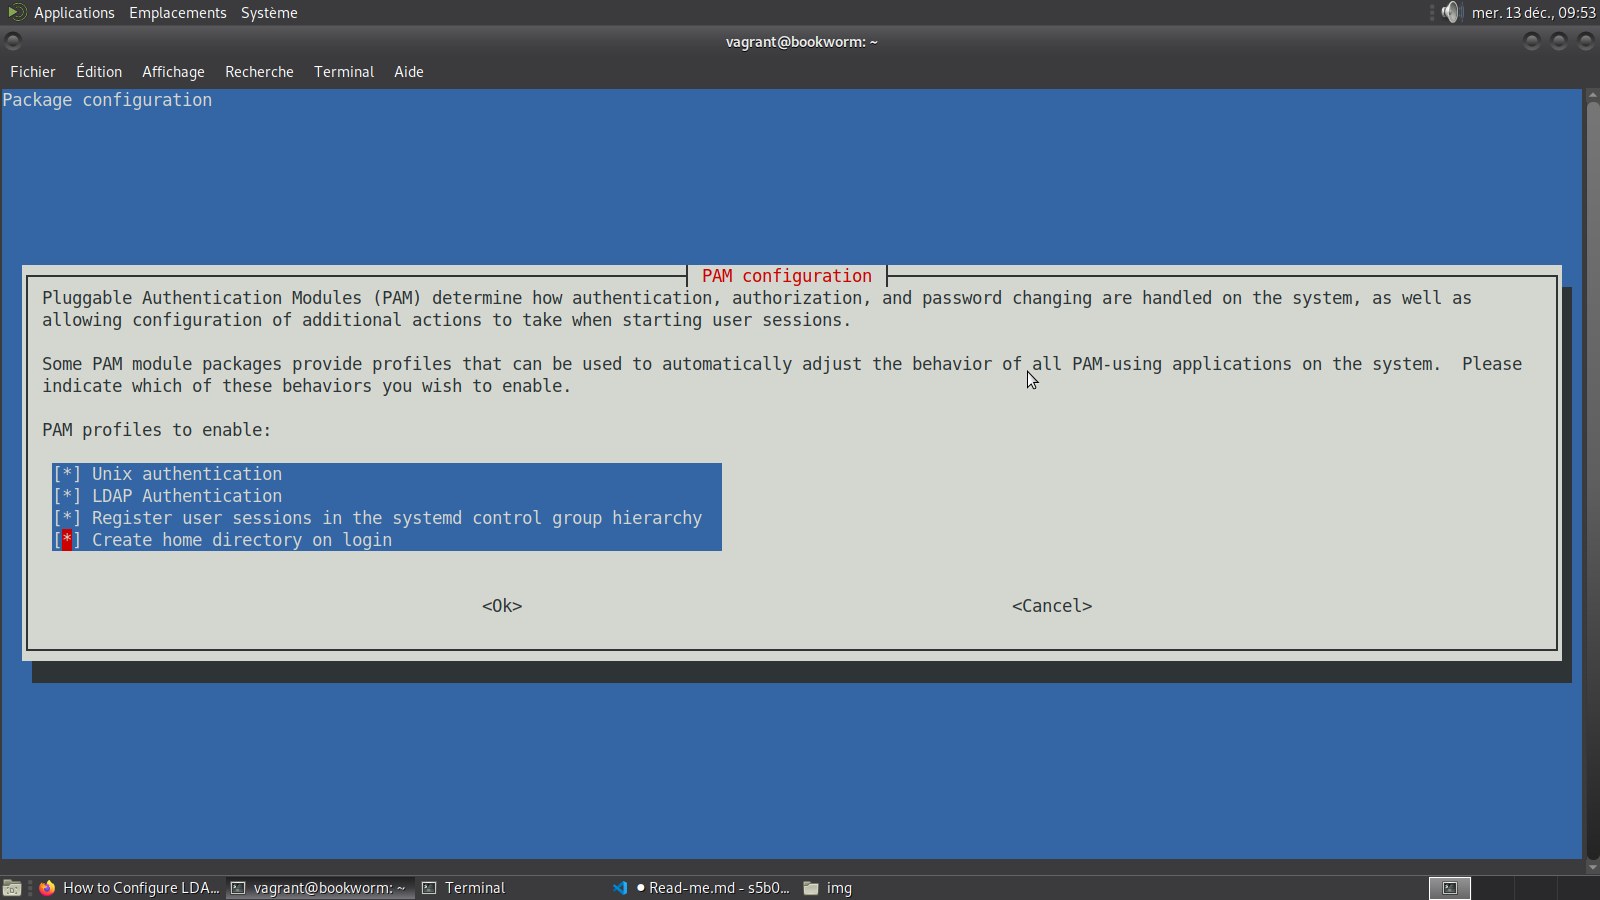 Applications Emplacements Système mer. 13 déc., 09:53
vagrant@bookworm: ~
Fichier Édition Affichage Recherche Terminal Aide
Package configuration
PAM configuration
Pluggable Authentication Modules (PAM) determine how authentication, authorization, and password changing are handled on the system, as well as
allowing configuration of additional actions to take when starting user sessions.
Some PAM module packages provide profiles that can be used to automatically adjust the behavior of all PAM-using applications on the system.  Please
indicate which of these behaviors you wish to enable.
PAM profiles to enable:
[*] Unix authentication
[*] LDAP Authentication
[*] Register user sessions in the systemd control group hierarchy
[*] Create home directory on login
<Ok> <Cancel>
How to Configure LDA... vagrant@bookworm: ~ Terminal ● Read-me.md - s5b0... img